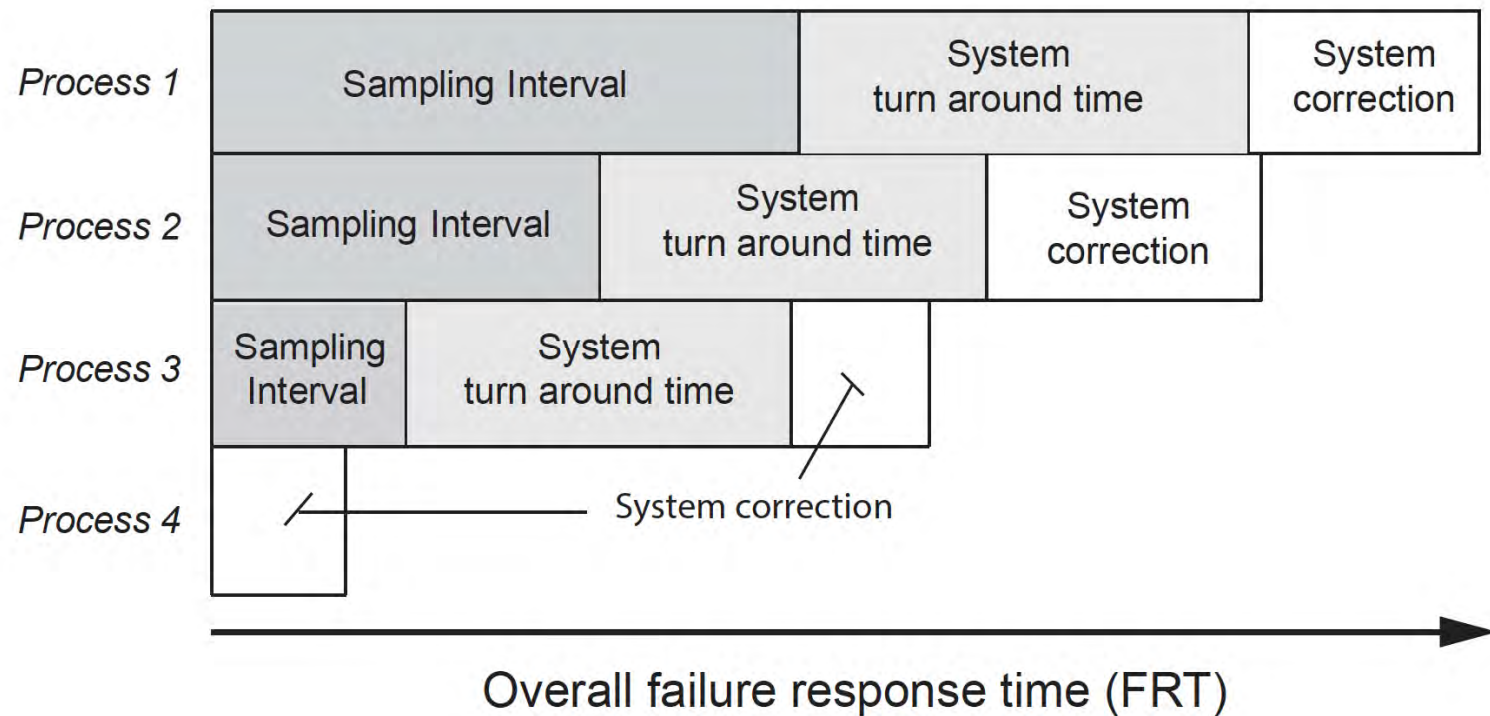 Process 1
Sampling Interval
System
turn around time
System
correction
Process 2
Sampling Interval
System
turn around time
System
correction
Process 3
Sampling
Interval
System
turn around time
Process 4
System correction
Overall failure response time (FRT)